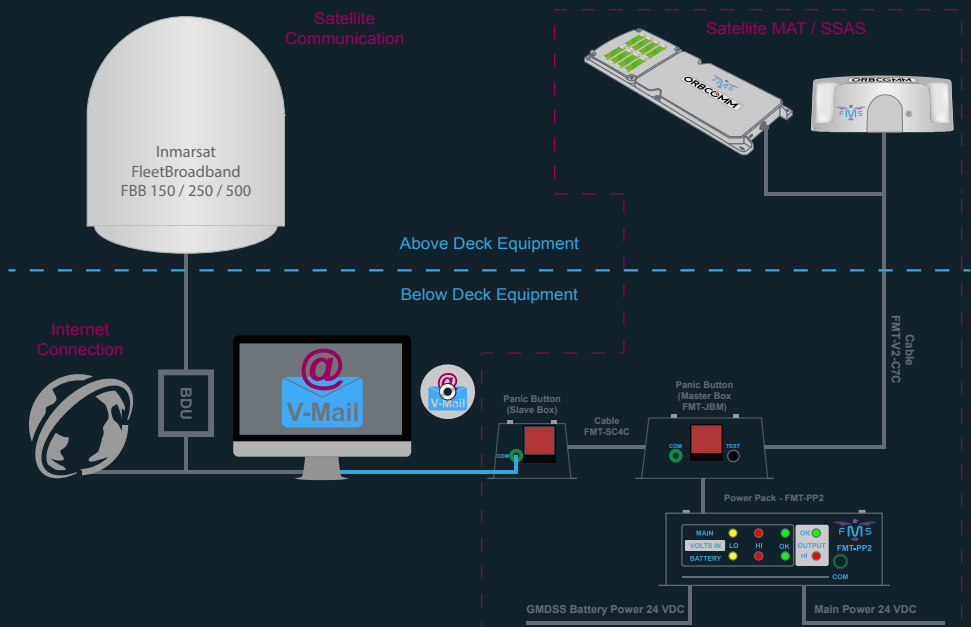 Satellite
Communication
Satellite MAT / SSAS
ORBCOMM
FMS
ORBCOMM
FMS
Inmarsat
FleetBroadband
FBB 150 / 250 / 500
Above Deck Equipment
Below Deck Equipment
Internet
Connection
Cable
FMT-V2-C7C
BDU
@
V-Mail
@
V-Mail
Panic Button
(Slave Box)
COM
Cable
FMT-SC4C
Panic Button
(Master Box
FMT-JBM)
COM
TEST
Power Pack - FMT-PP2
MAIN
VOLTS IN LO HI OK
BATTERY
OK
OUTPUT
HI
FMS
FMT-PP2
COM
GMDSS Battery Power 24 VDC
Main Power 24 VDC